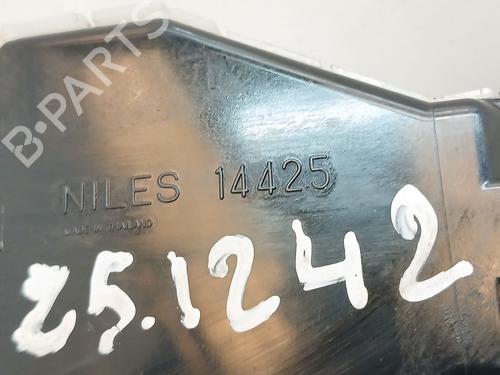 B-PARTS
NILES 14425
MADE IN THAILAND
25.1242